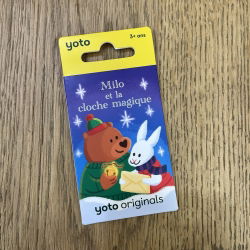 yoto
3+ ans
Milo
et la
cloche magique
yoto originals